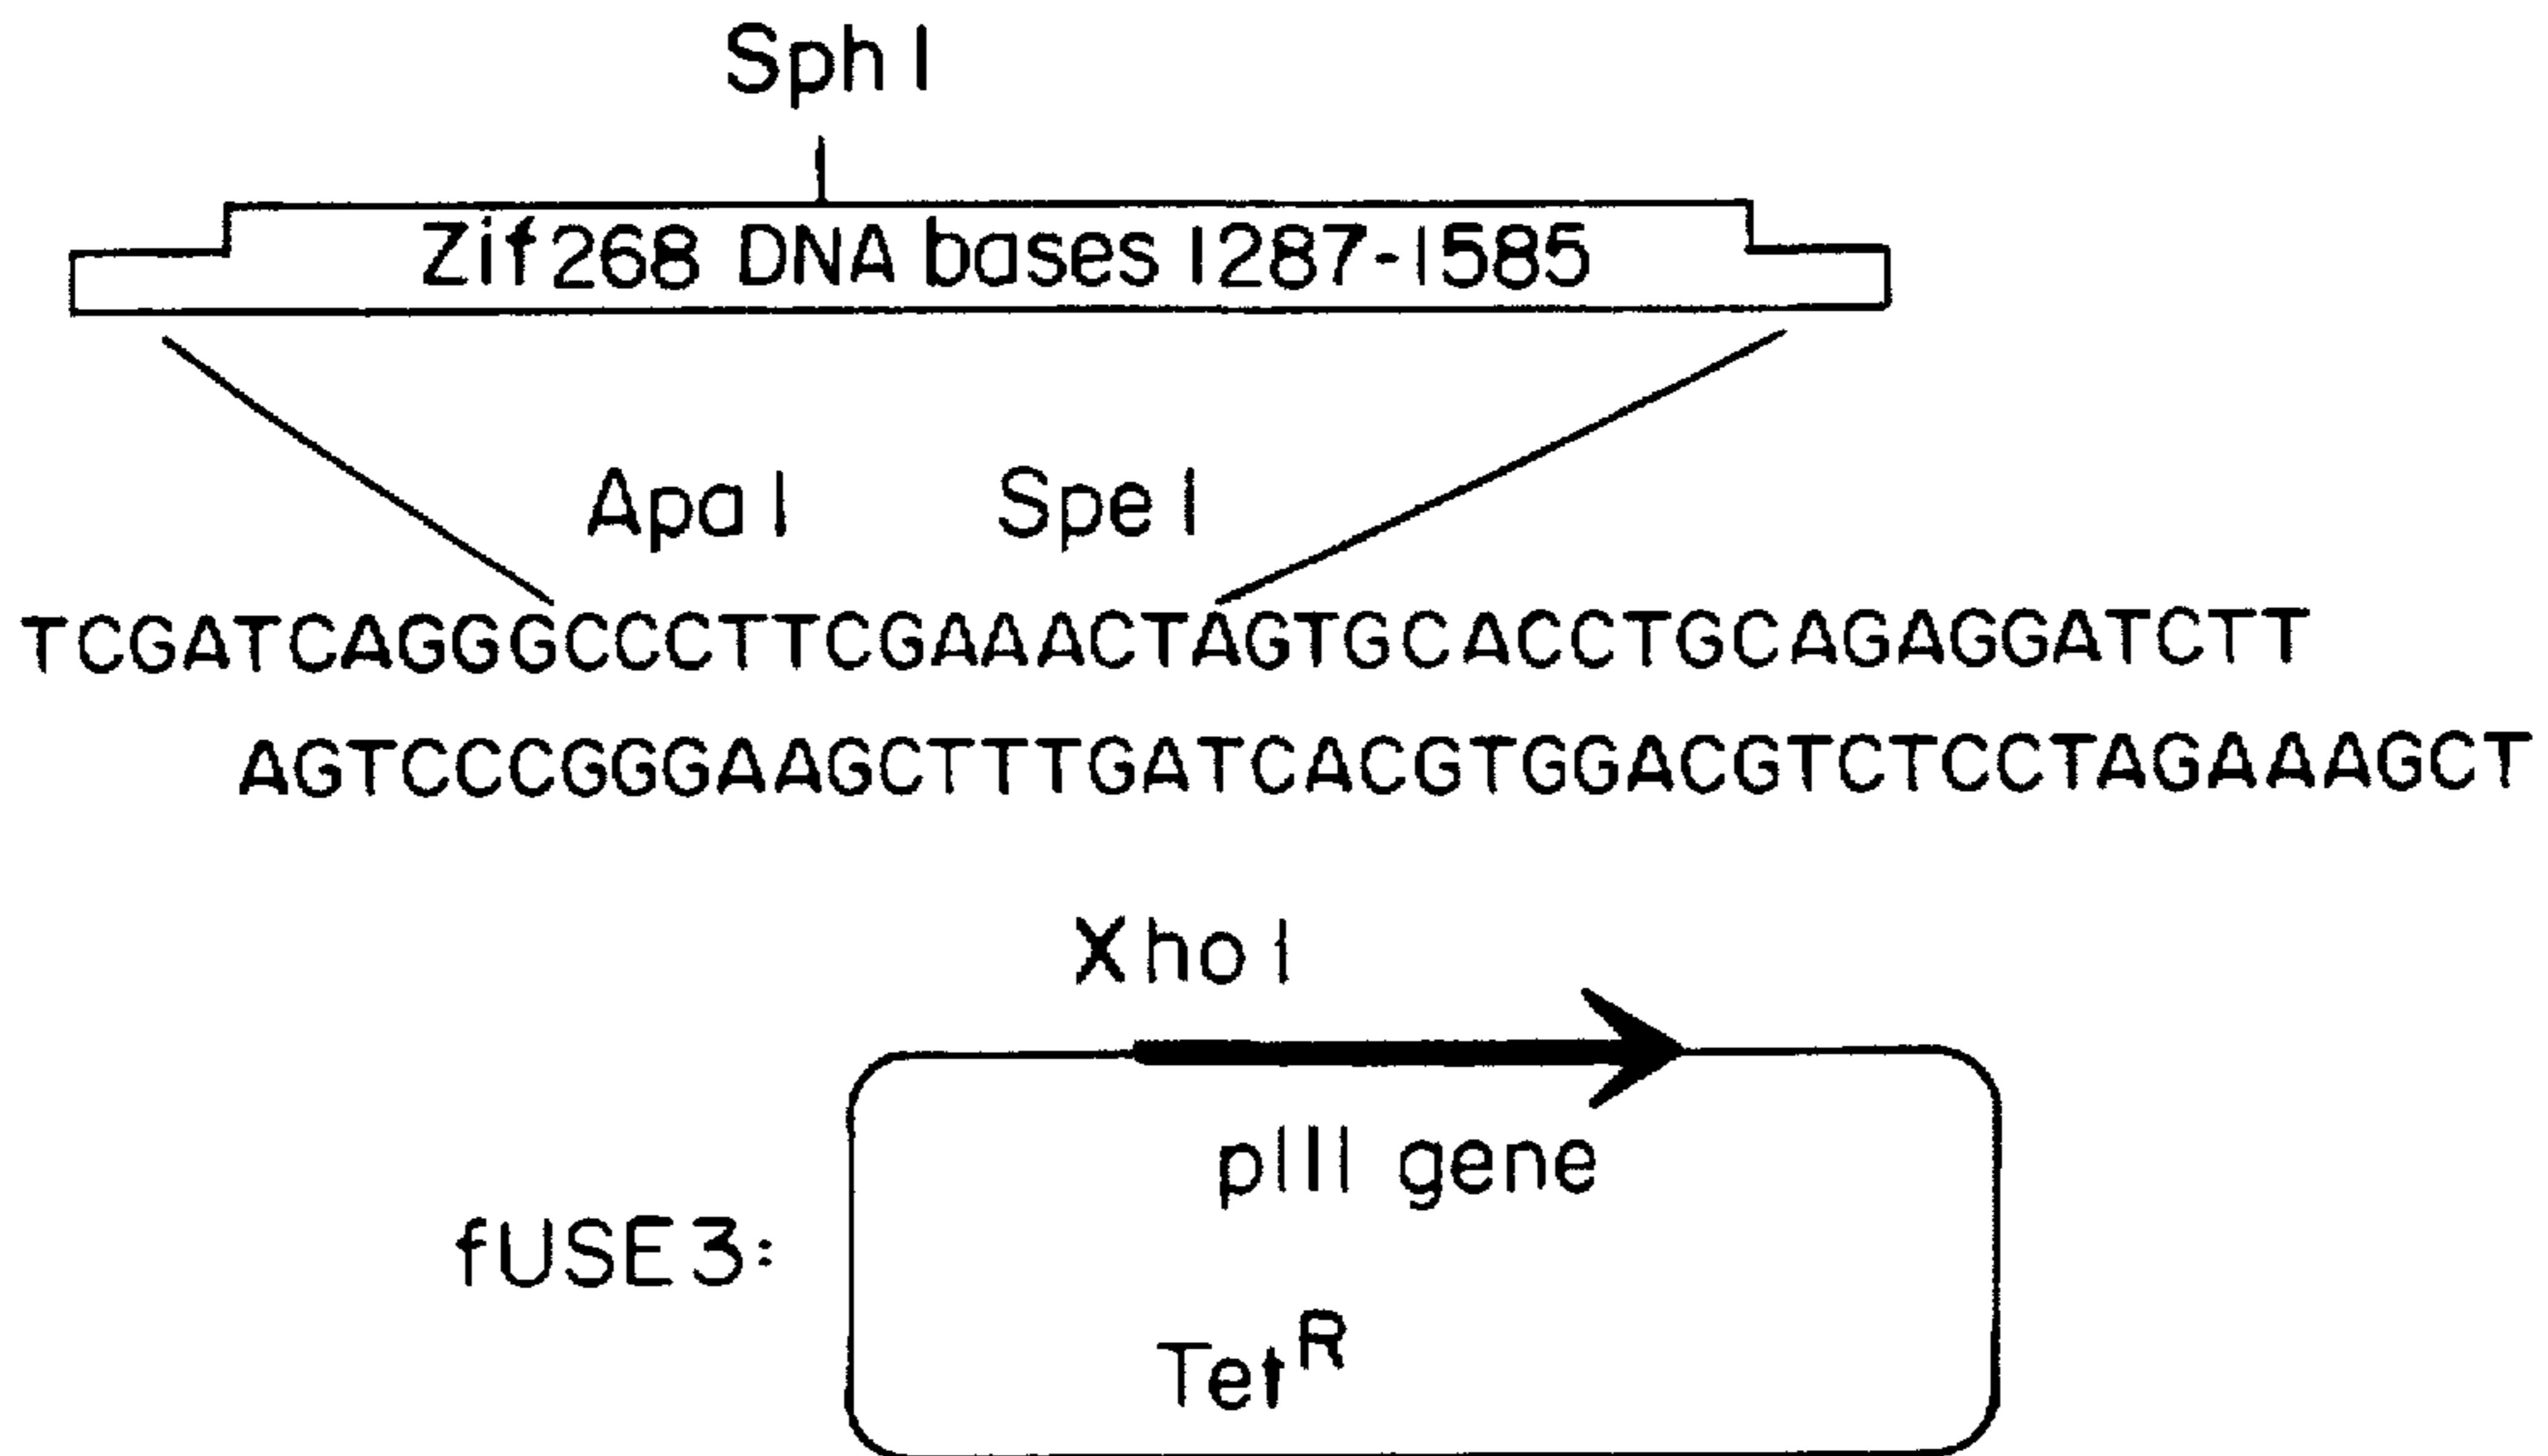 Sph I
Zif268 DNA bases 1287-1585
Apa I Spe I
TCGATCAGGGCCCTTCGAAACTAGTGCACCTGCAGAGGATCTT
AGTCCCGGGAAGCTTTGATCACGTGGACGTCTCCTAGAAAGCT
Xho I
pIII gene
fUSE3:
Tet^R